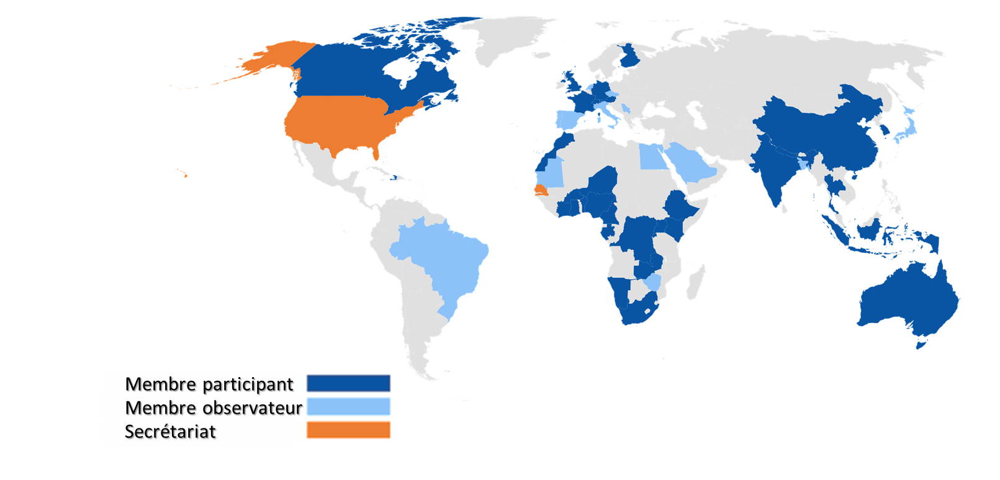 Membre participant
Membre observateur
Secrétariat